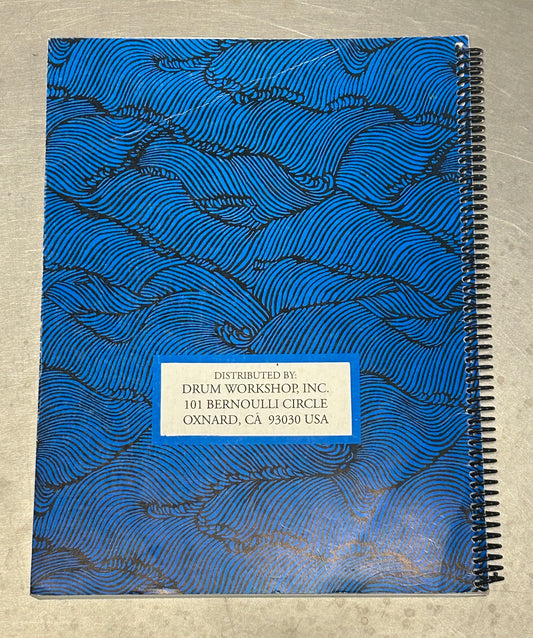 DISTRIBUTED BY:
DRUM WORKSHOP, INC.
101 BERNOULLI CIRCLE
OXNARD, CA 93030 USA